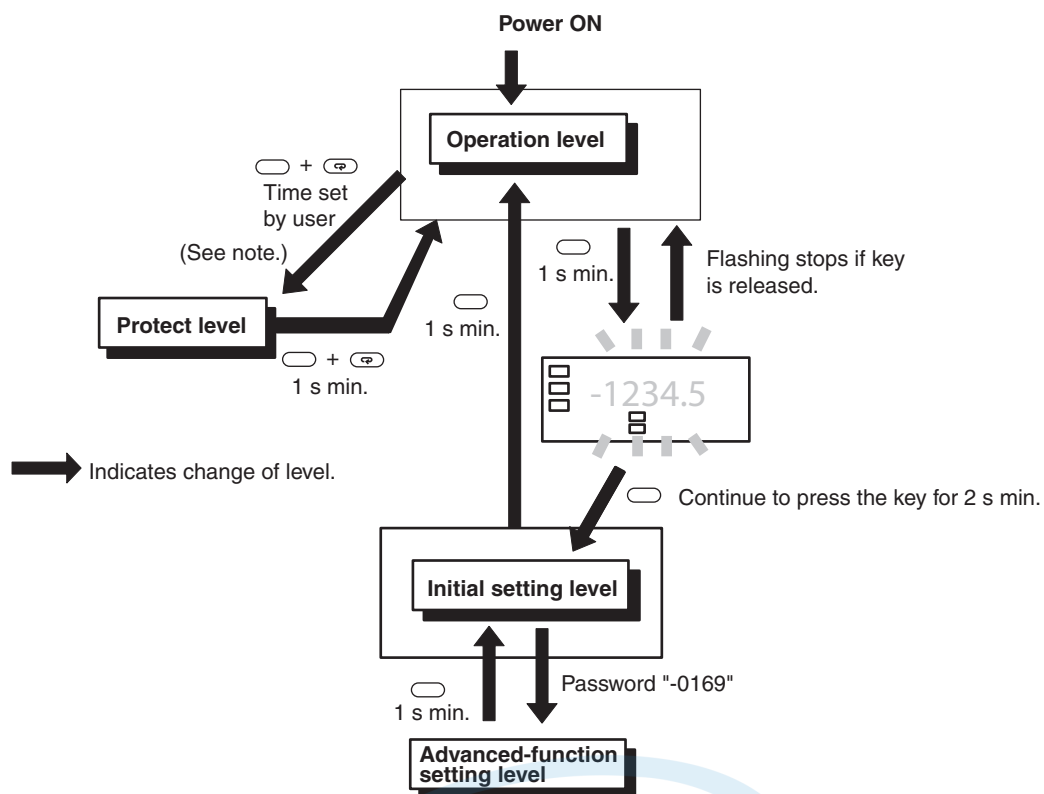 Power ON
Operation level
+
Time set
by user
(See note.)
1 s min.
Flashing stops if key
is released.
1 s min.
Protect level
+
1 s min.
-1234.5
Indicates change of level.
Continue to press the key for 2 s min.
Initial setting level
1 s min.
Password "-0169"
Advanced-function
setting level